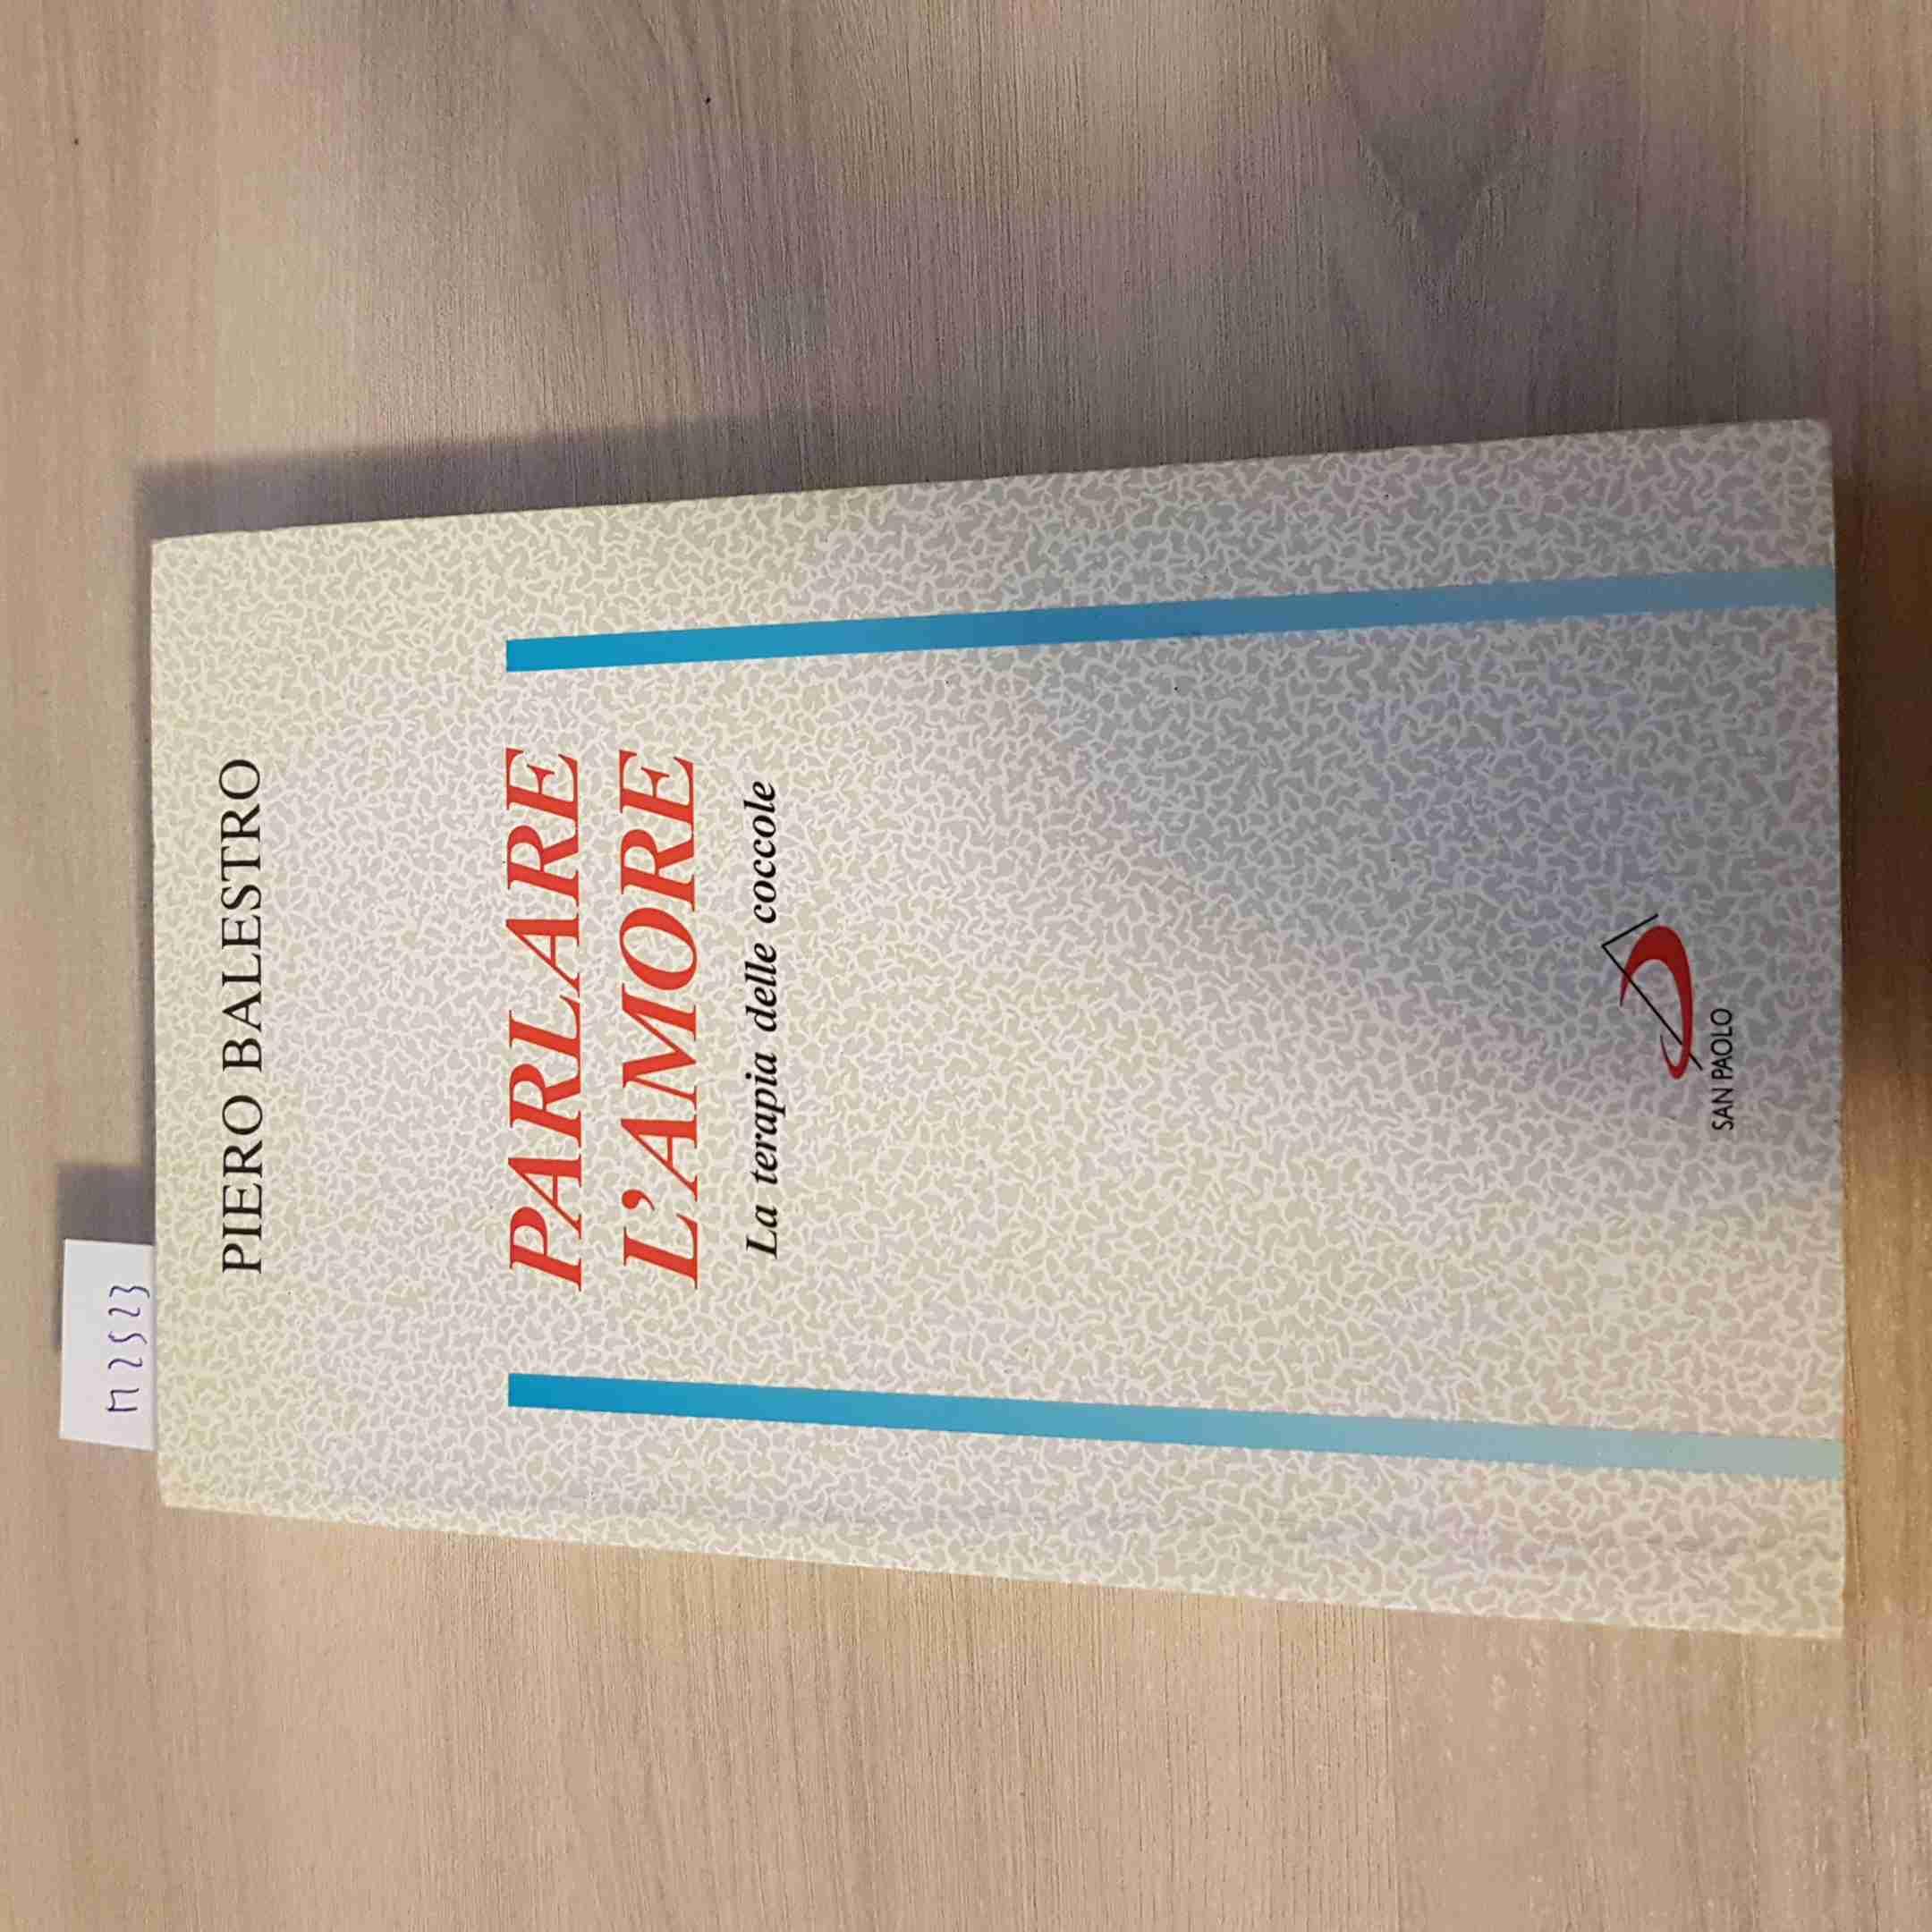 M2523
PIERO BALESTRO
PARLARE
L'AMORE
La terapia delle coccole
SAN PAOLO